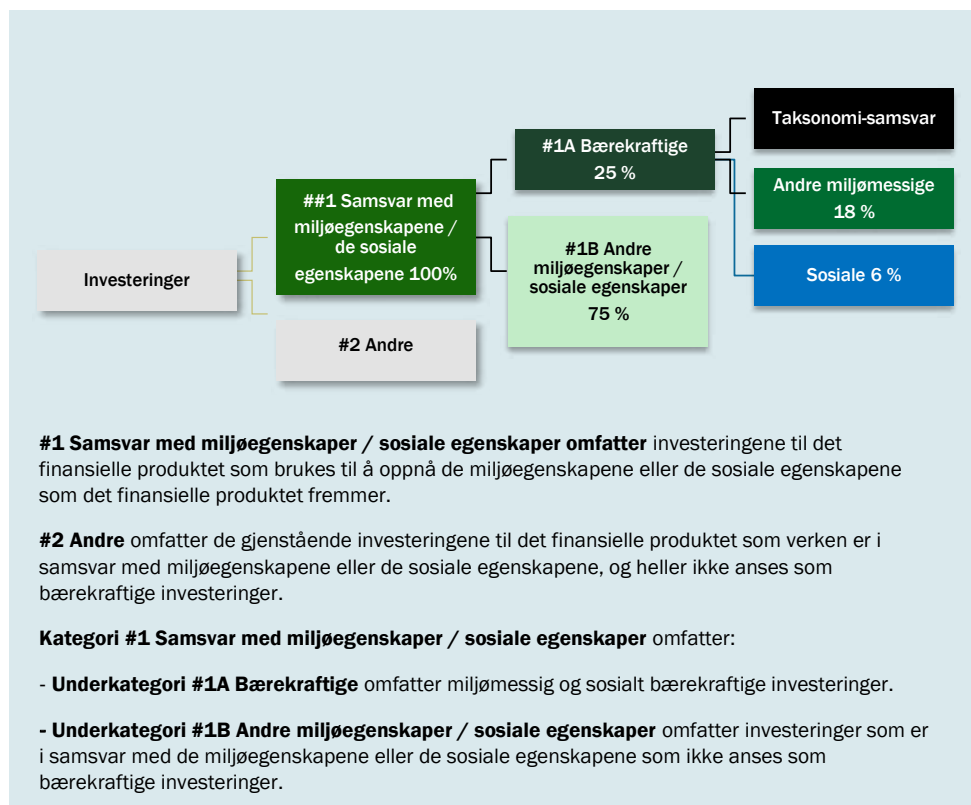 Investeringer
##1 Samsvar med
miljøegenskapene /
de sosiale
egenskapene 100%
#2 Andre
#1A Bærekraftige
25 %
#1B Andre
miljøegenskaper /
sosiale egenskaper
75 %
Taksonomi-samsvar
Andre miljømessige
18 %
Sosiale 6 %
#1 Samsvar med miljøegenskaper / sosiale egenskaper omfatter investeringene til det
finansielle produktet som brukes til å oppnå de miljøegenskapene eller de sosiale egenskapene
som det finansielle produktet fremmer.
#2 Andre omfatter de gjenstående investeringene til det finansielle produktet som verken er i
samsvar med miljøegenskapene eller de sosiale egenskapene, og heller ikke anses som
bærekraftige investeringer.
Kategori #1 Samsvar med miljøegenskaper / sosiale egenskaper omfatter:
- Underkategori #1A Bærekraftige omfatter miljømessig og sosialt bærekraftige investeringer.
- Underkategori #1B Andre miljøegenskaper / sosiale egenskaper omfatter investeringer som er
i samsvar med de miljøegenskapene eller de sosiale egenskapene som ikke anses som
bærekraftige investeringer.